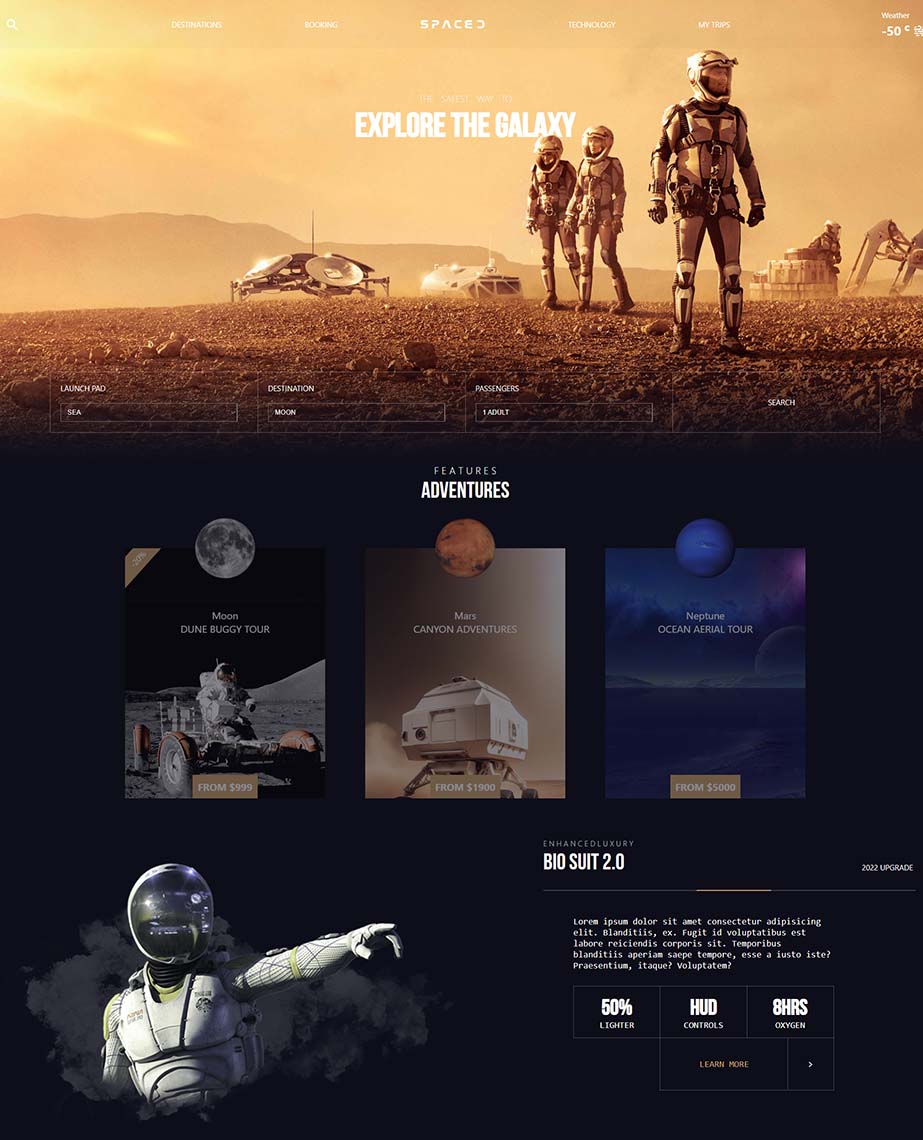 DESTINATIONS
BOOKING
SPACED
TECHNOLOGY
MY TRIPS
Weather
-50 c
THE SAFEST WAY TO
EXPLORE THE GALAXY
LAUNCH PAD
DESTINATION
PASSENGERS
SEARCH
SEA
MOON
1 ADULT
FEATURES
ADVENTURES
-20%
Moon
DUNE BUGGY TOUR
FROM $999
Mars
CANYON ADVENTURES
FROM $1900
Neptune
OCEAN AERIAL TOUR
FROM $5000
ENHANCEDLUXURY
BIO SUIT 2.0
2022 UPGRADE
Lorem ipsum dolor sit amet consectetur adipisicing
elit. Blanditiis, ex. Fugit id voluptatibus est
labore reiciendis corporis sit. Temporibus
blanditiis aperiam saepe tempore, esse a iusto iste?
Praesentium, itaque? Voluptatem?
50%
LIGHTER
HUD
CONTROLS
8HRS
OXYGEN
LEARN MORE